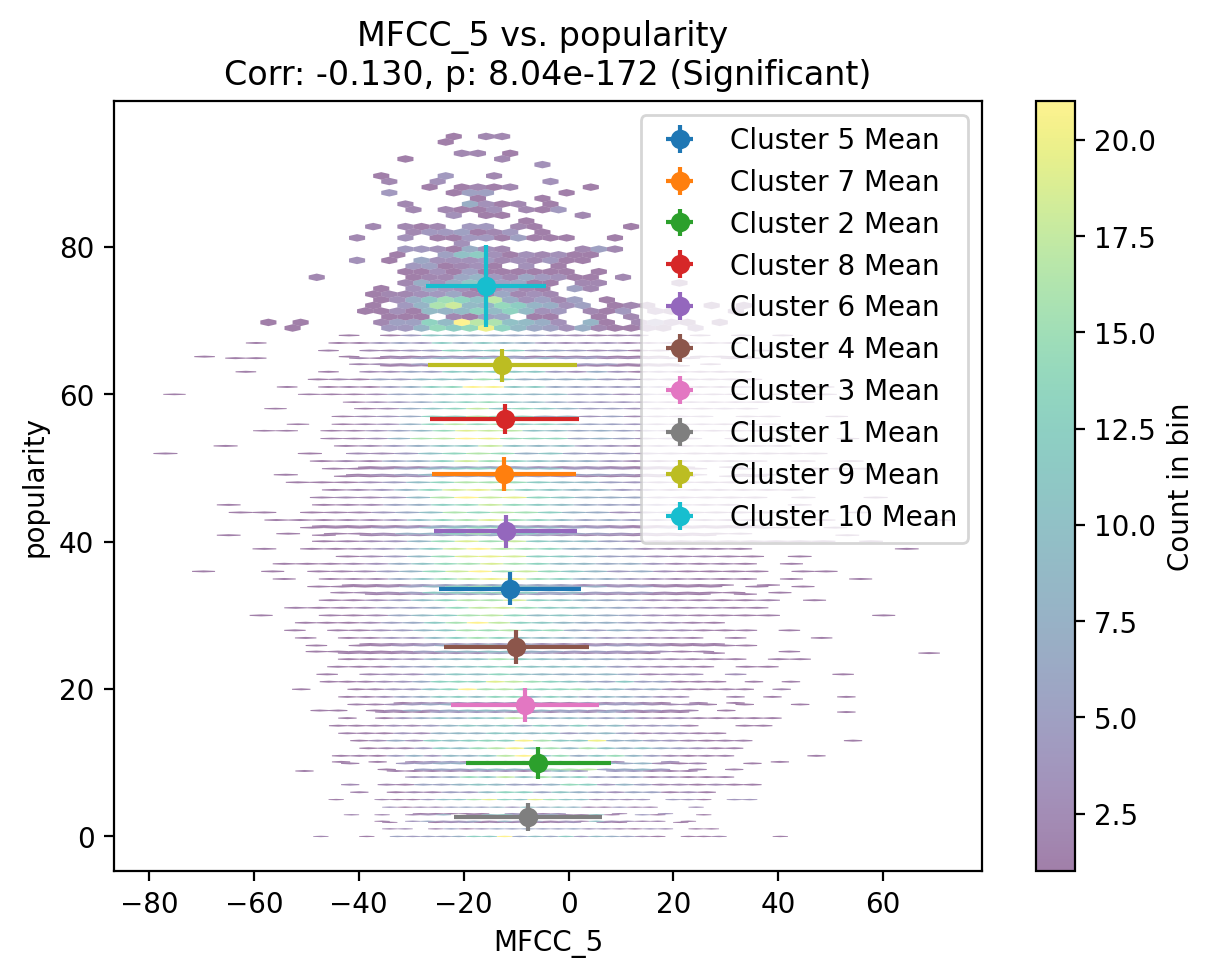 MFCC_5 vs. popularity
Corr: -0.130, p: 8.04e-172 (Significant)
Cluster 5 Mean
Cluster 7 Mean
Cluster 2 Mean
Cluster 8 Mean
Cluster 6 Mean
Cluster 4 Mean
Cluster 3 Mean
Cluster 1 Mean
Cluster 9 Mean
Cluster 10 Mean
80
60
40
20
0
popularity
−80 −60 −40 −20 0 20 40 60
MFCC_5
20.0
17.5
15.0
12.5
10.0
7.5
5.0
2.5
Count in bin